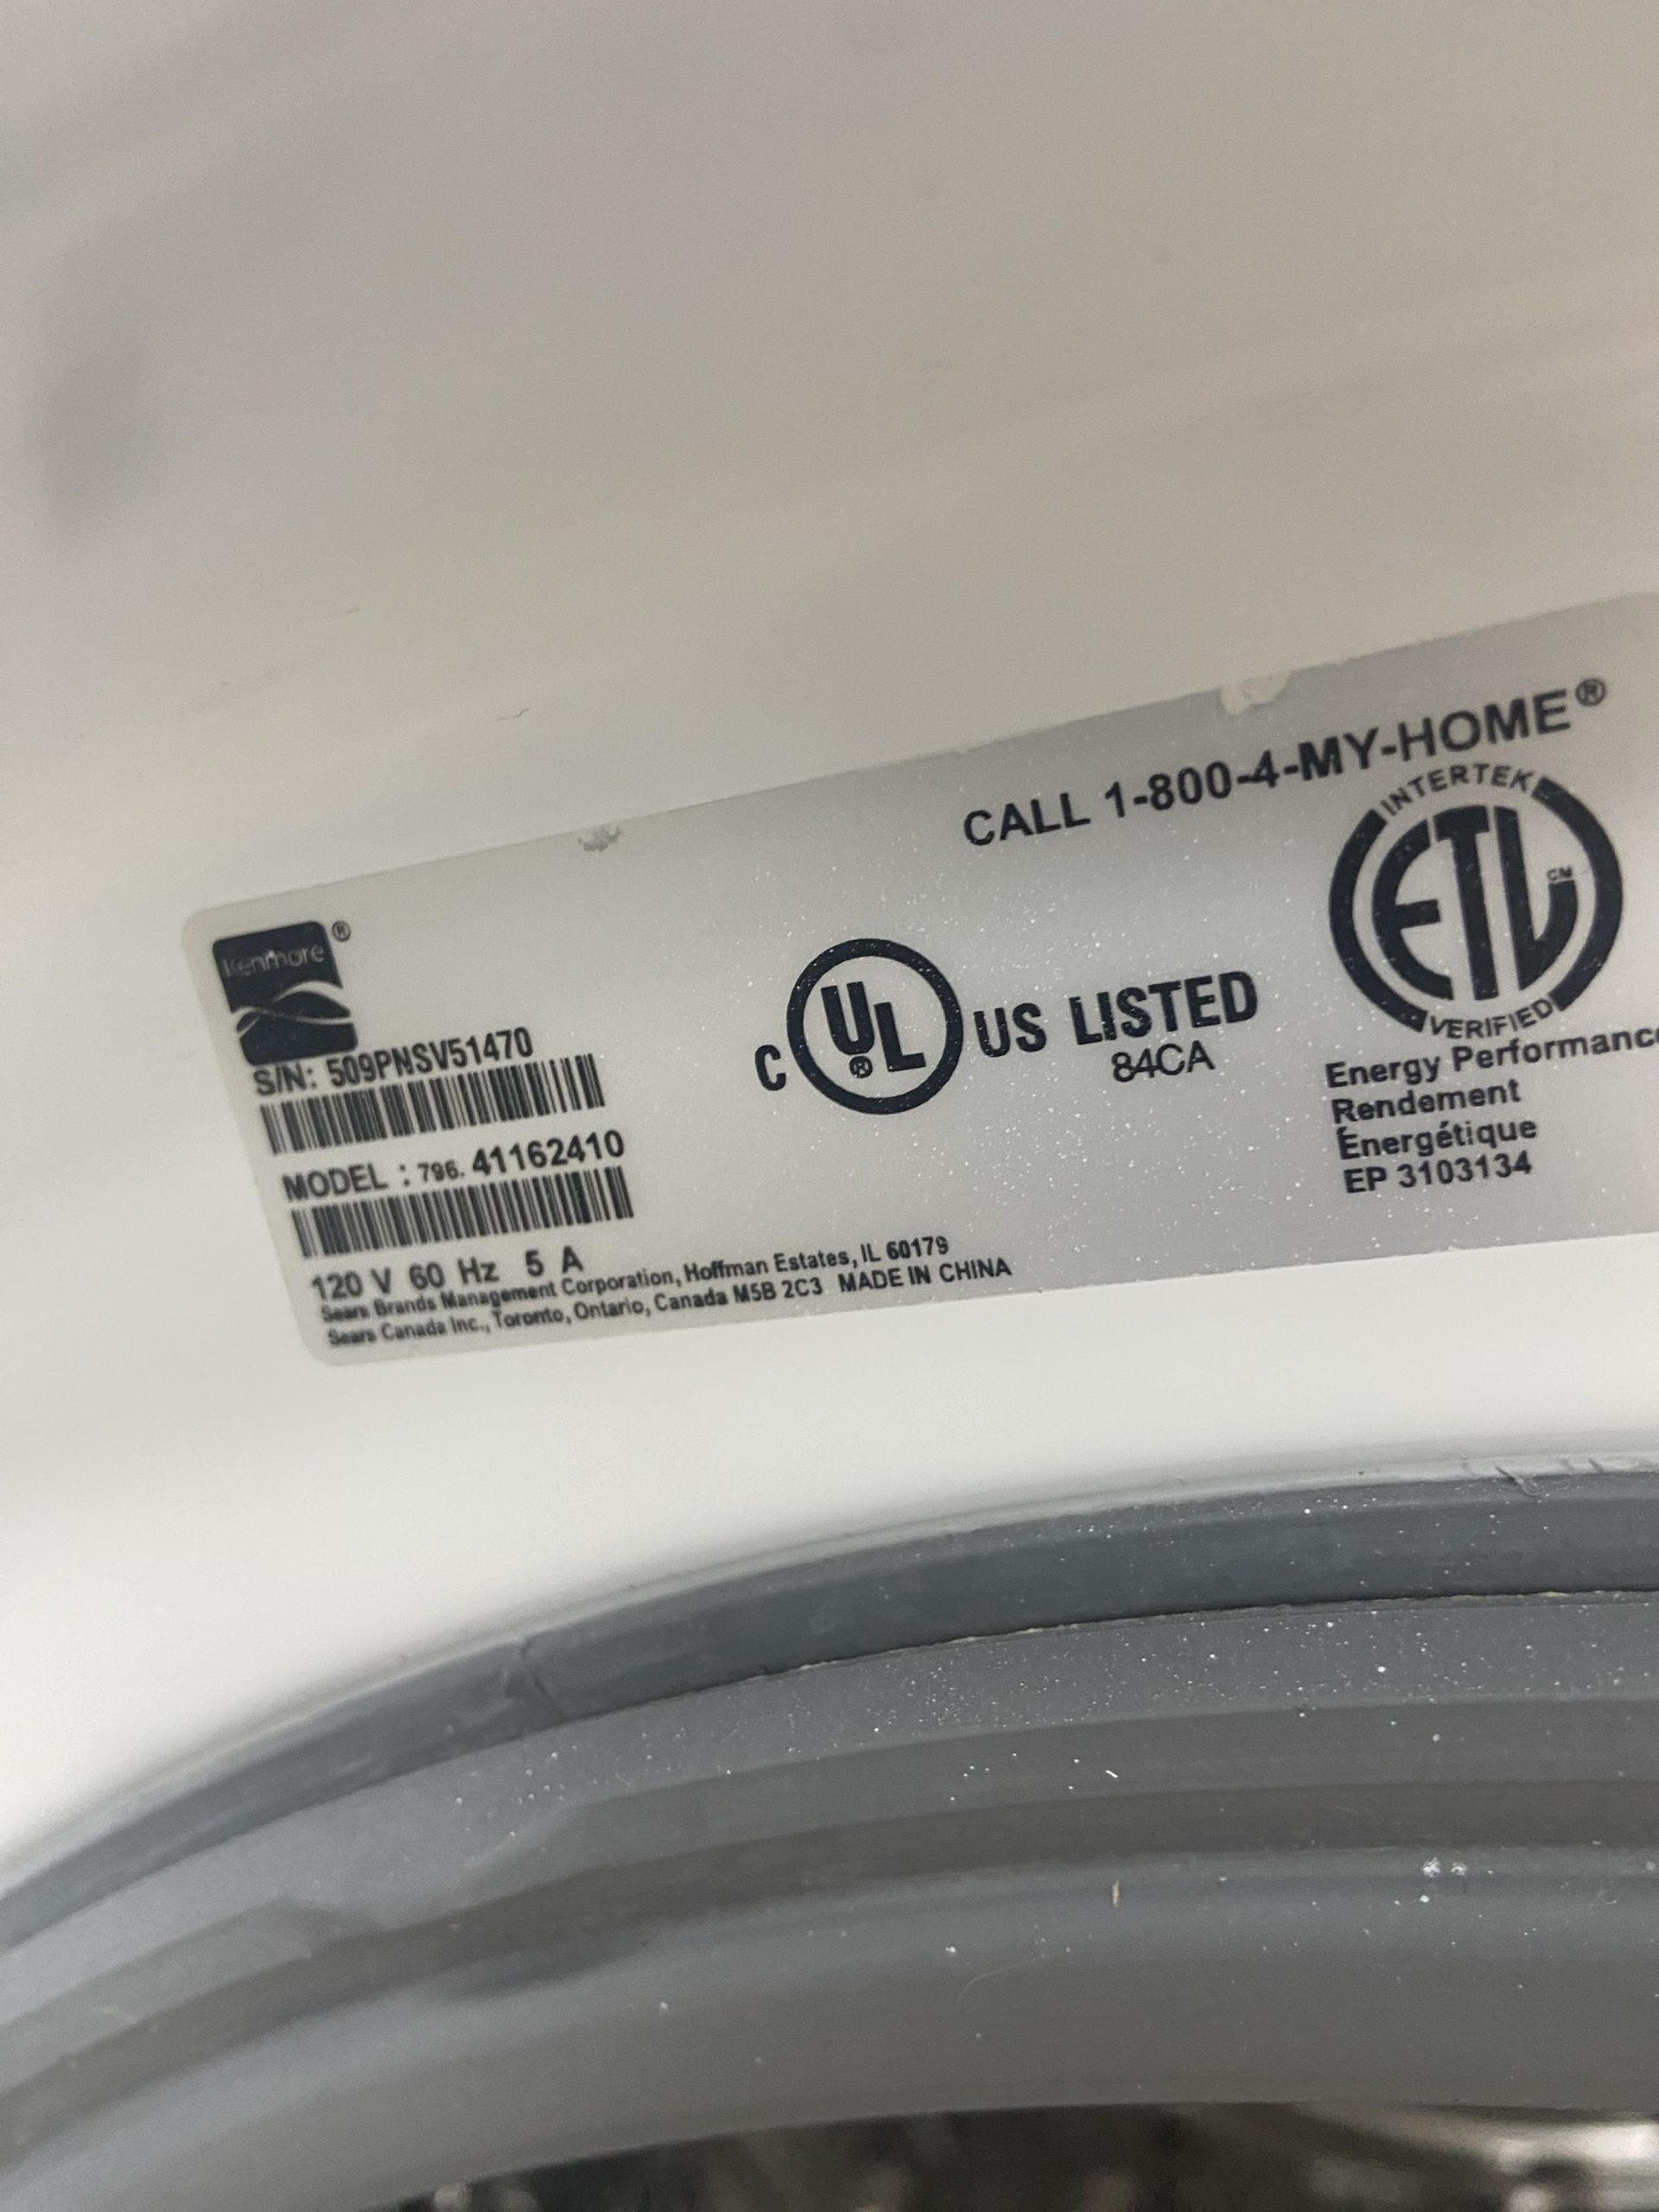 CALL 1-800-4-MY-HOME®
Kenmore®
S/N: 509PNSV51470
MODEL : 796. 41162410
120 V 60 Hz 5 A
Sears Brands Management Corporation, Hoffman Estates, IL 60179
Sears Canada Inc., Toronto, Ontario, Canada M5B 2C3 MADE IN CHINA
C UL® US LISTED
84CA
INTERTEK
ETL CM
VERIFIED
Energy Performance
Rendement
Énergétique
EP 3103134